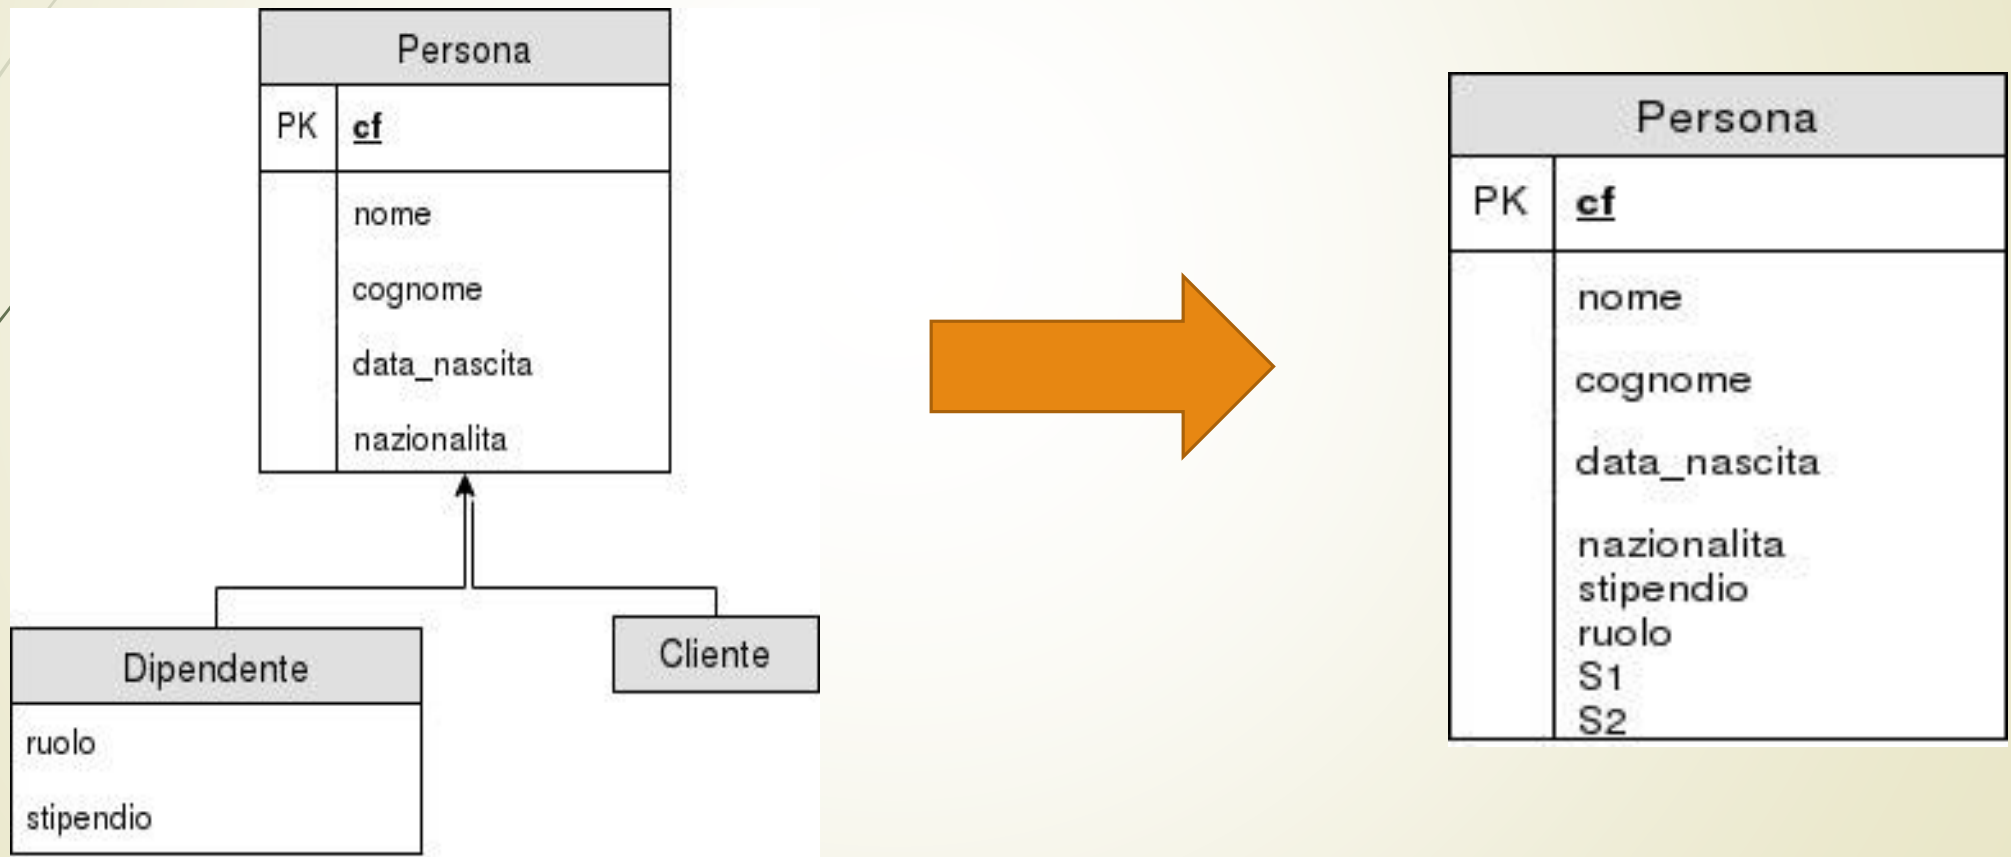 Persona
PK cf
nome
cognome
data_nascita
nazionalita
Dipendente
ruolo
stipendio
Cliente
Persona
PK cf
nome
cognome
data_nascita
nazionalita
stipendio
ruolo
S1
S2